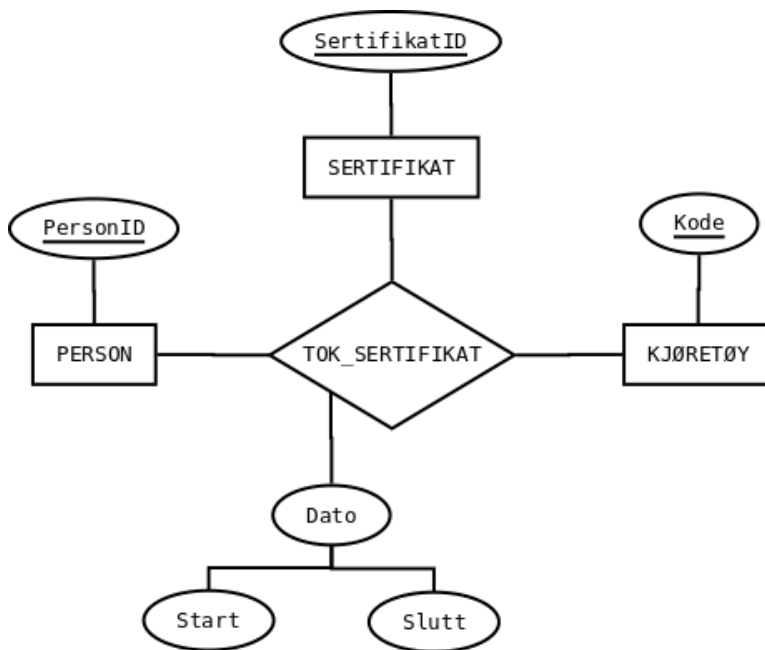 SertifikatID
SERTIFIKAT
PersonID
Kode
PERSON
TOK_SERTIFIKAT
KJØRETØY
Dato
Start
Slutt